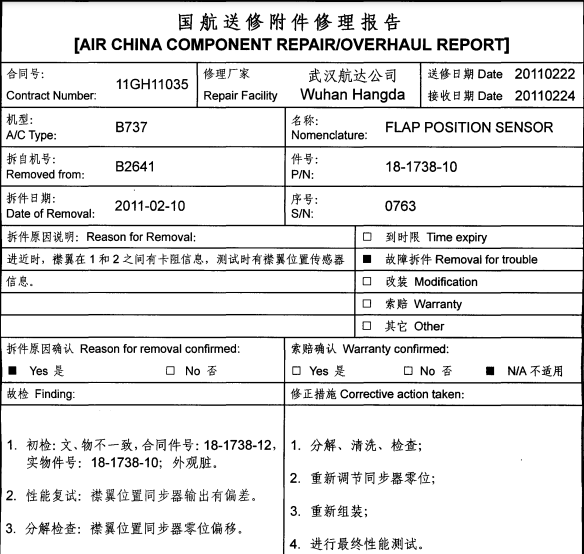 国航送修附件修理报告
[AIR CHINA COMPONENT REPAIR/OVERHAUL REPORT]
合同号: 11GH11035 修理厂家 武汉航达公司 送修日期 Date 20110222
Contract Number: Repair Facility Wuhan Hangda 接收日期 Date 20110224
机型: B737 名称: FLAP POSITION SENSOR
A/C Type: Nomenclature:
拆自机号: B2641 件号: 18-1738-10
Removed from: P/N:
拆件日期: 2011-02-10 序号: 0763
Date of Removal: S/N:
拆件原因说明: Reason for Removal: □ 到时限 Time expiry
进近时，襟翼在 1 和 2 之间有卡阻信息，测试时有襟翼位置传感器 ■ 故障拆件 Removal for trouble
信息。 □ 改装 Modification
□ 索赔 Warranty
□ 其它 Other
拆件原因确认 Reason for removal confirmed: 索赔确认 Warranty confirmed:
■ Yes 是 □ No 否 □ Yes 是 □ No 否 ■ N/A 不适用
故检 Finding: 修正措施 Corrective action taken:
1. 初检: 文、物不一致，合同件号: 18-1738-12，
实物件号: 18-1738-10; 外观脏。
2. 性能复试: 襟翼位置同步器输出有偏差。
3. 分解检查: 襟翼位置同步器零位偏移。
1. 分解、清洗、检查;
2. 重新调节同步器零位;
3. 重新组装;
4. 进行最终性能测试。